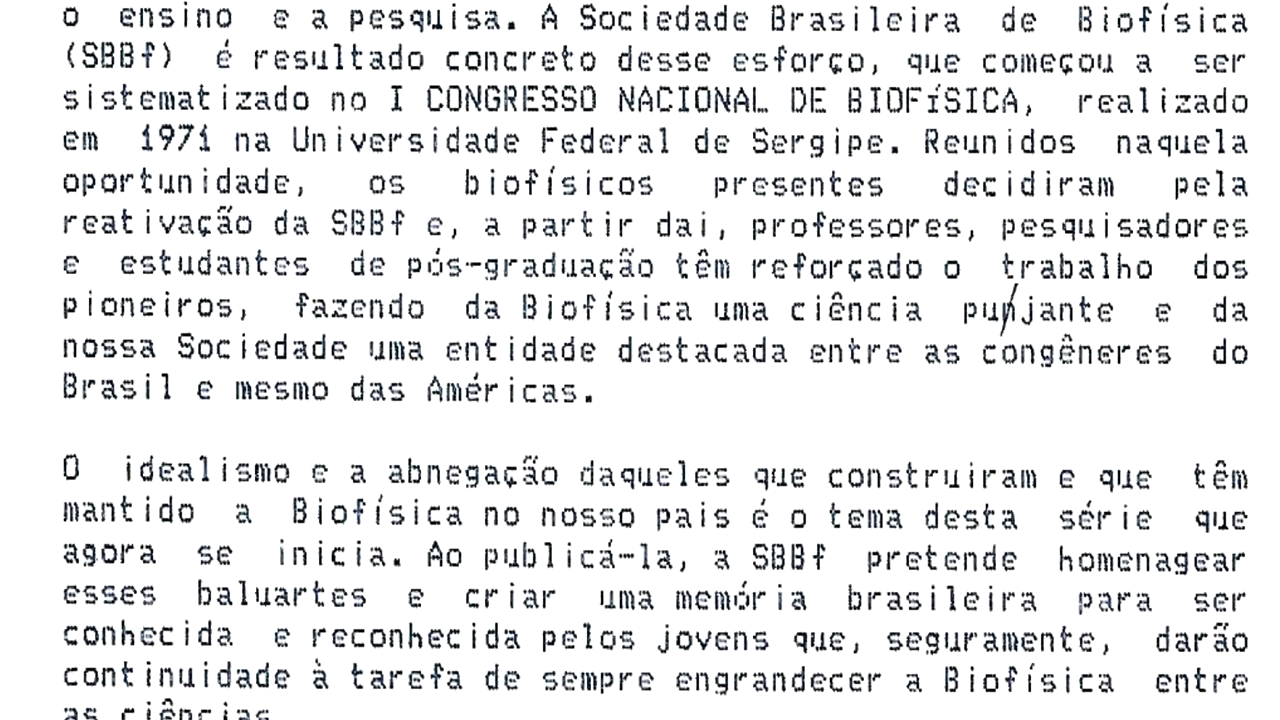 o ensino e a pesquisa. A Sociedade Brasileira de Biofísica
(SBBf) é resultado concreto desse esforço, que começou a ser
sistematizado no I CONGRESSO NACIONAL DE BIOFíSICA, realizado
em 1971 na Universidade Federal de Sergipe. Reunidos naquela
oportunidade, os biofísicos presentes decidiram pela
reativação da SBBf e, a partir dai, professores, pesquisadores
e estudantes de pós-graduação têm reforçado o trabalho dos
pioneiros, fazendo da Biofísica uma ciência punjante e da
nossa Sociedade uma entidade destacada entre as congêneres do
Brasil e mesmo das Américas.
O idealismo e a abnegação daqueles que construiram e que têm
mantido a Biofísica no nosso pais é o tema desta série que
agora se inicia. Ao publicá-la, a SBBf pretende homenagear
esses baluartes e criar uma memória brasileira para ser
conhecida e reconhecida pelos jovens que, seguramente, darão
continuidade à tarefa de sempre engrandecer a Biofísica entre
as ciências.